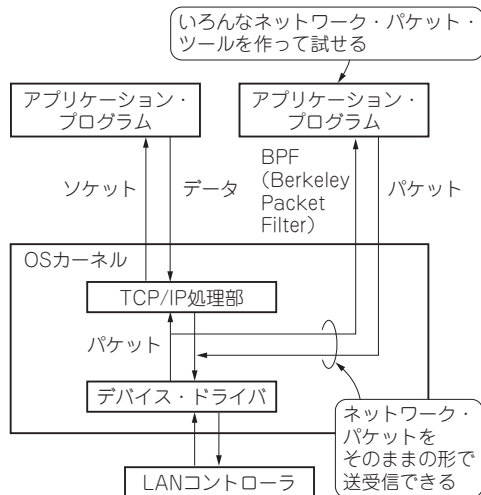 いろんなネットワーク・パケット・
ツールを作って試せる
アプリケーション・
プログラム
アプリケーション・
プログラム
ソケット
データ
BPF
(Berkeley
Packet
Filter)
パケット
OSカーネル
TCP/IP処理部
パケット
デバイス・ドライバ
ネットワーク・
パケットを
そのままの形で
送受信できる
LANコントローラ